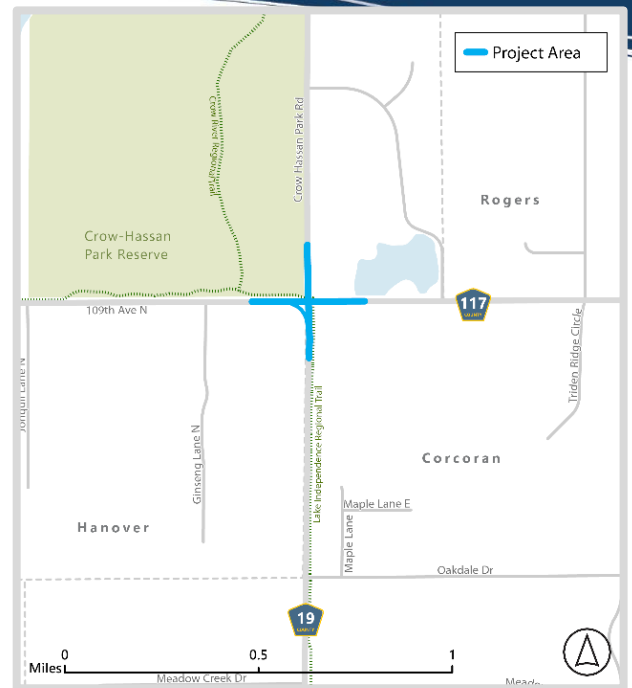 Project Area
Crow River Regional Trail
Crow Hassan Park Rd
Rogers
Crow-Hassan
Park Reserve
109th Ave N
117
COUNTY
Triden Ridge Circle
Jonquil Lane N
Ginseng Lane N
Lake Independence Regional Trail
Corcoran
Maple Lane E
Maple Lane
Hanover
Oakdale Dr
19
COUNTY
0
0.5
1
Miles
Meadow Creek Dr